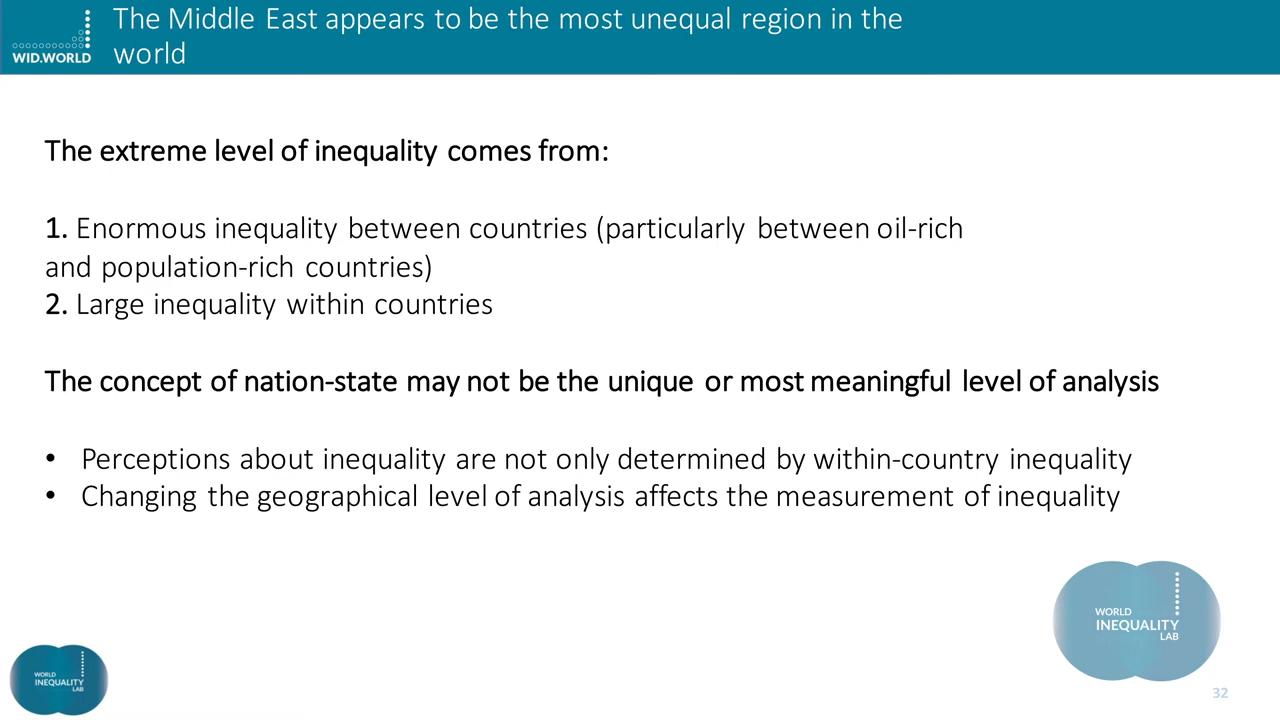 The Middle East appears to be the most unequal region in the
world
WID.WORLD
The extreme level of inequality comes from:
1. Enormous inequality between countries (particularly between oil-rich
and population-rich countries)
2. Large inequality within countries
The concept of nation-state may not be the unique or most meaningful level of analysis
• Perceptions about inequality are not only determined by within-country inequality
• Changing the geographical level of analysis affects the measurement of inequality
WORLD
INEQUALITY
LAB
WORLD
INEQUALITY
LAB
32